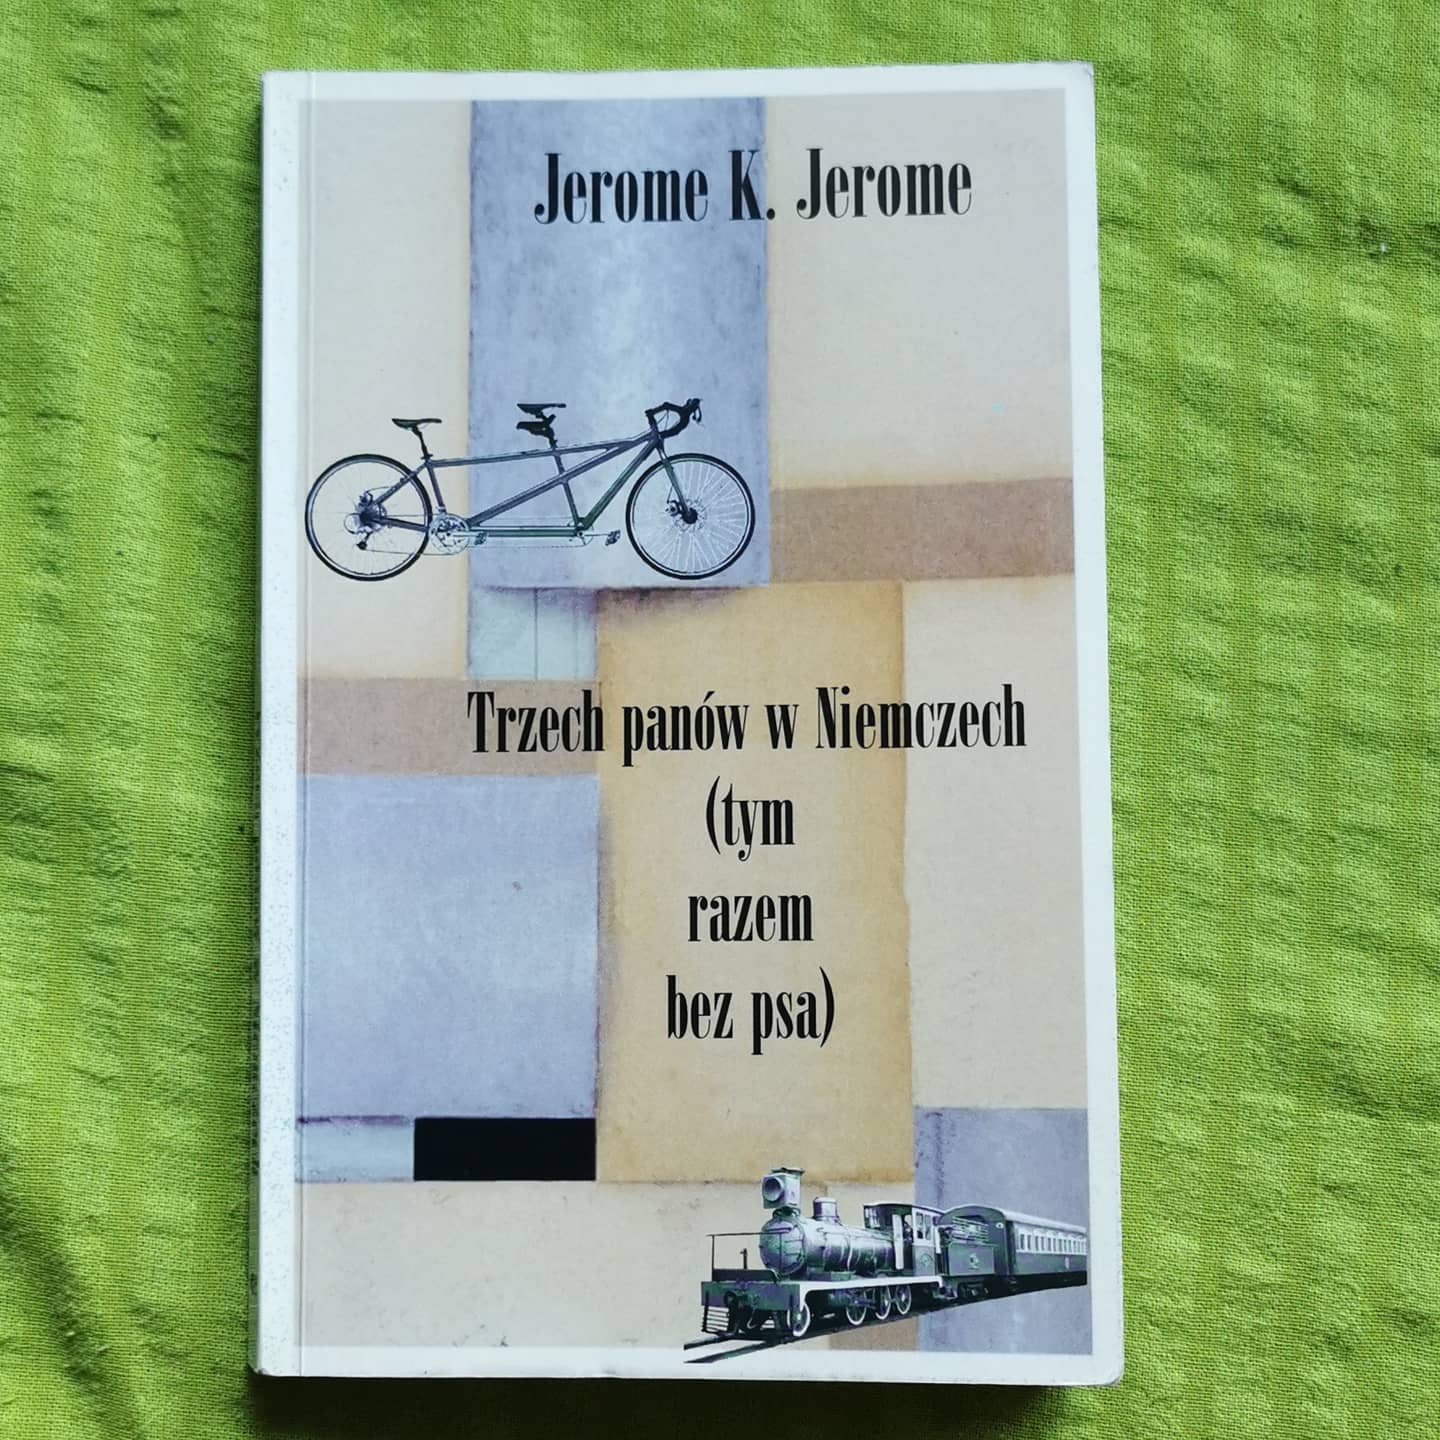 Jerome K. Jerome
Trzech panów w Niemczech
(tym
razem
bez psa)